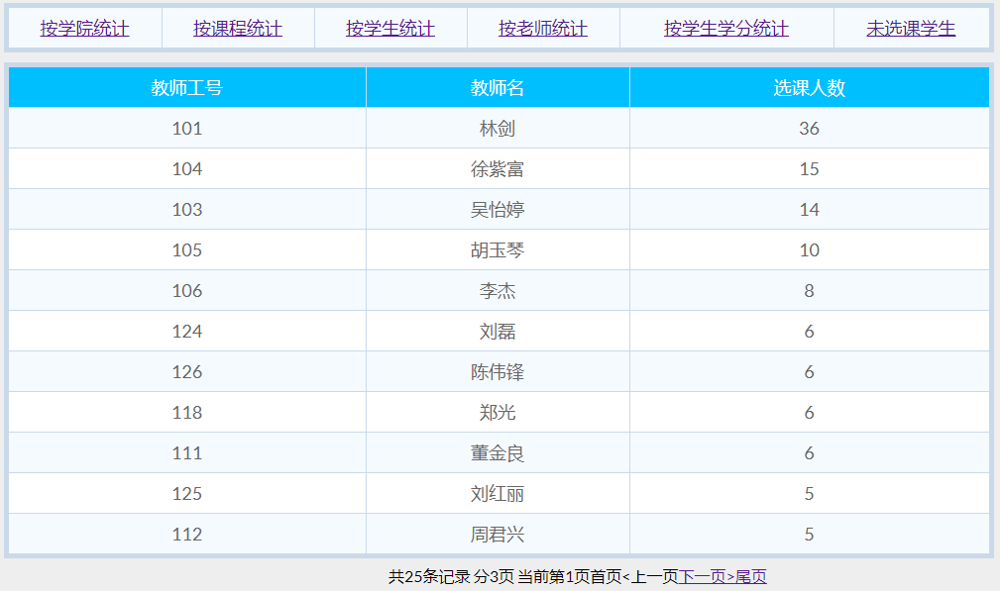 按学院统计 按课程统计 按学生统计 按老师统计 按学生学分统计 未选课学生
教师工号 教师名 选课人数
101 林剑 36
104 徐紫富 15
103 吴怡婷 14
105 胡玉琴 10
106 李杰 8
124 刘磊 6
126 陈伟锋 6
118 郑光 6
111 董金良 6
125 刘红丽 5
112 周君兴 5
共25条记录 分3页 当前第1页首页<上一页下一页>尾页